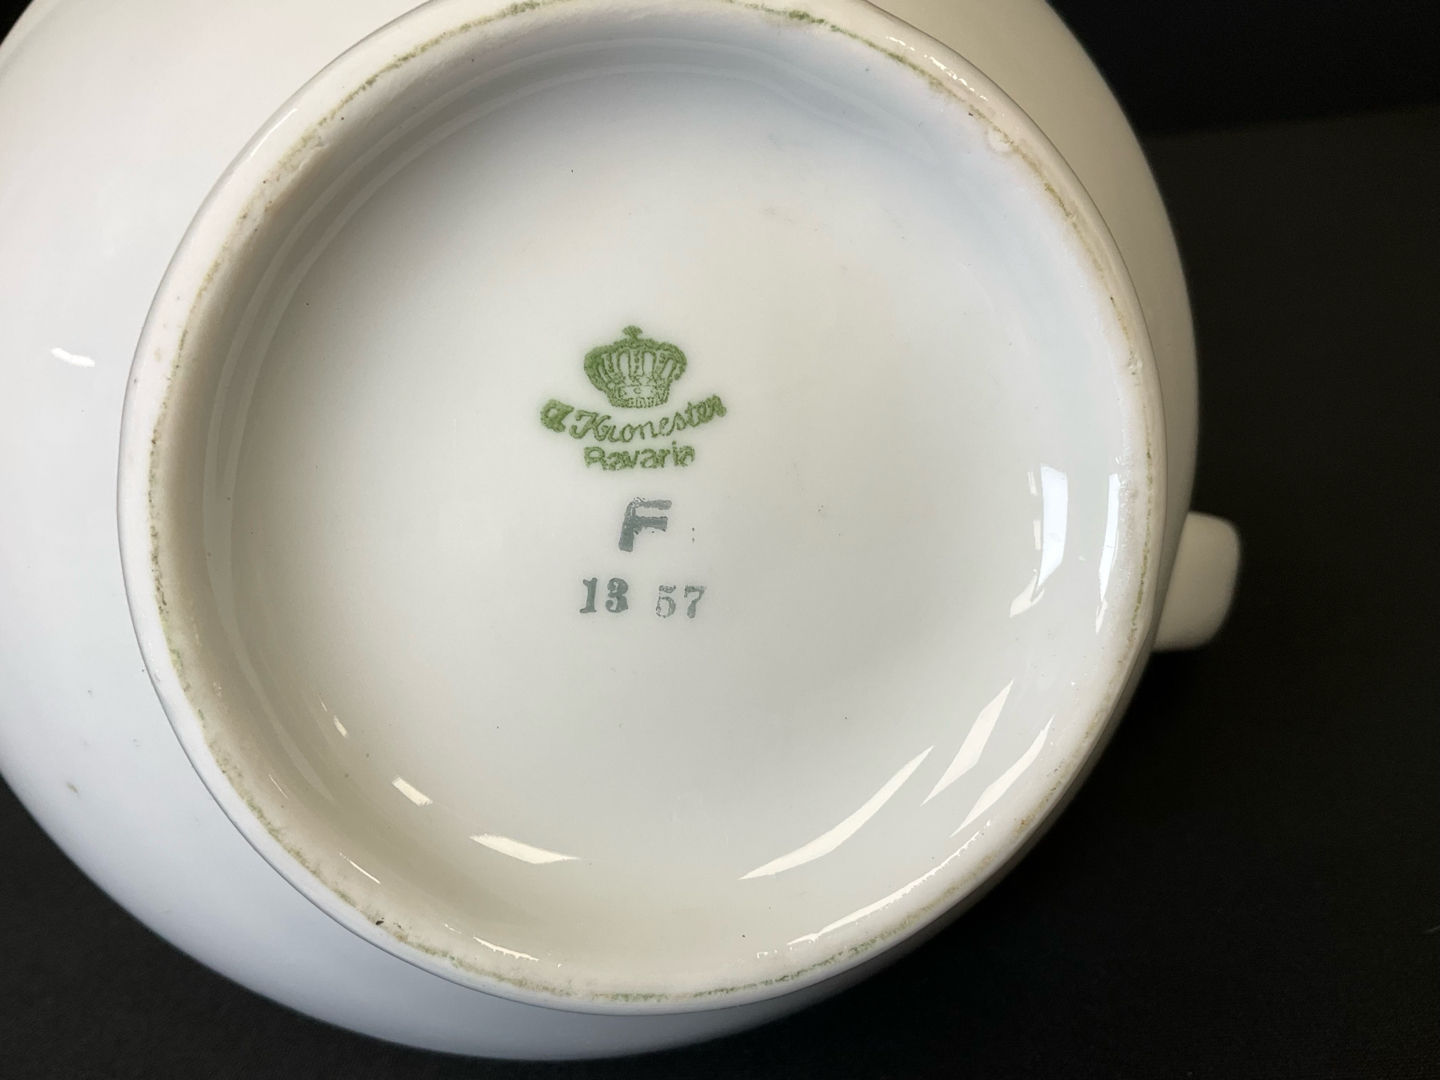 J. Kronester
Bavaria
F
13 57